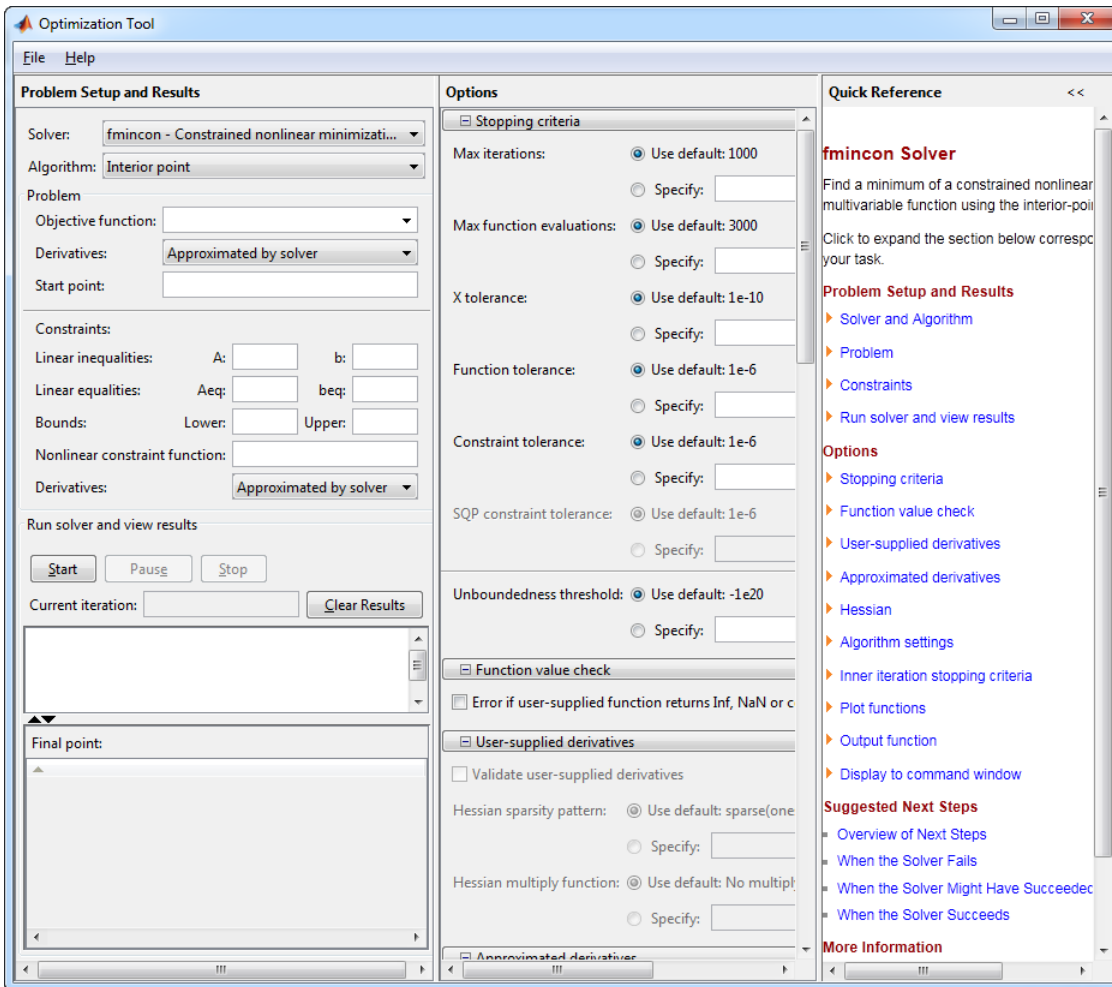 Optimization Tool
File Help
Problem Setup and Results
Solver: fmincon - Constrained nonlinear minimizati...
Algorithm: Interior point
Problem
Objective function:
Derivatives: Approximated by solver
Start point:
Constraints:
Linear inequalities: A: b:
Linear equalities: Aeq: beq:
Bounds: Lower: Upper:
Nonlinear constraint function:
Derivatives: Approximated by solver
Run solver and view results
Start Pause Stop
Current iteration: Clear Results
Final point:
Options
Stopping criteria
Max iterations: Use default: 1000
Specify:
Max function evaluations: Use default: 3000
Specify:
X tolerance: Use default: 1e-10
Specify:
Function tolerance: Use default: 1e-6
Specify:
Constraint tolerance: Use default: 1e-6
Specify:
SQP constraint tolerance: Use default: 1e-6
Specify:
Unboundedness threshold: Use default: -1e20
Specify:
Function value check
Error if user-supplied function returns Inf, NaN or c
User-supplied derivatives
Validate user-supplied derivatives
Hessian sparsity pattern: Use default: sparse(one
Specify:
Hessian multiply function: Use default: No multipl
Specify:
Approximated derivatives
Quick Reference <<
fmincon Solver
Find a minimum of a constrained nonlinear
multivariable function using the interior-poi
Click to expand the section below correspo
your task.
Problem Setup and Results
Solver and Algorithm
Problem
Constraints
Run solver and view results
Options
Stopping criteria
Function value check
User-supplied derivatives
Approximated derivatives
Hessian
Algorithm settings
Inner iteration stopping criteria
Plot functions
Output function
Display to command window
Suggested Next Steps
Overview of Next Steps
When the Solver Fails
When the Solver Might Have Succeeded
When the Solver Succeeds
More Information